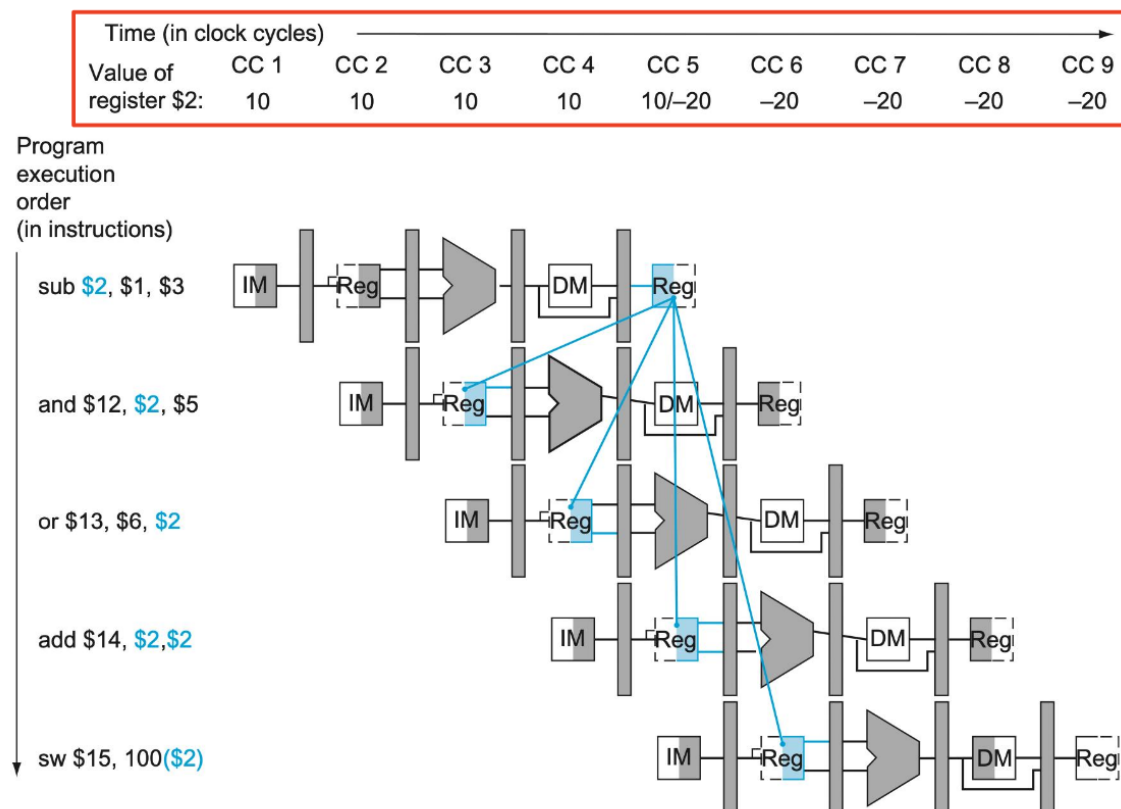 Time (in clock cycles)
CC 1 CC 2 CC 3 CC 4 CC 5 CC 6 CC 7 CC 8 CC 9
Value of
register $2: 10 10 10 10 10/–20 –20 –20 –20 –20
Program
execution
order
(in instructions)
sub $2, $1, $3 IM Reg DM Reg
and $12, $2, $5 IM Reg DM Reg
or $13, $6, $2 IM Reg DM Reg
add $14, $2,$2 IM Reg DM Reg
sw $15, 100($2) IM Reg DM Reg